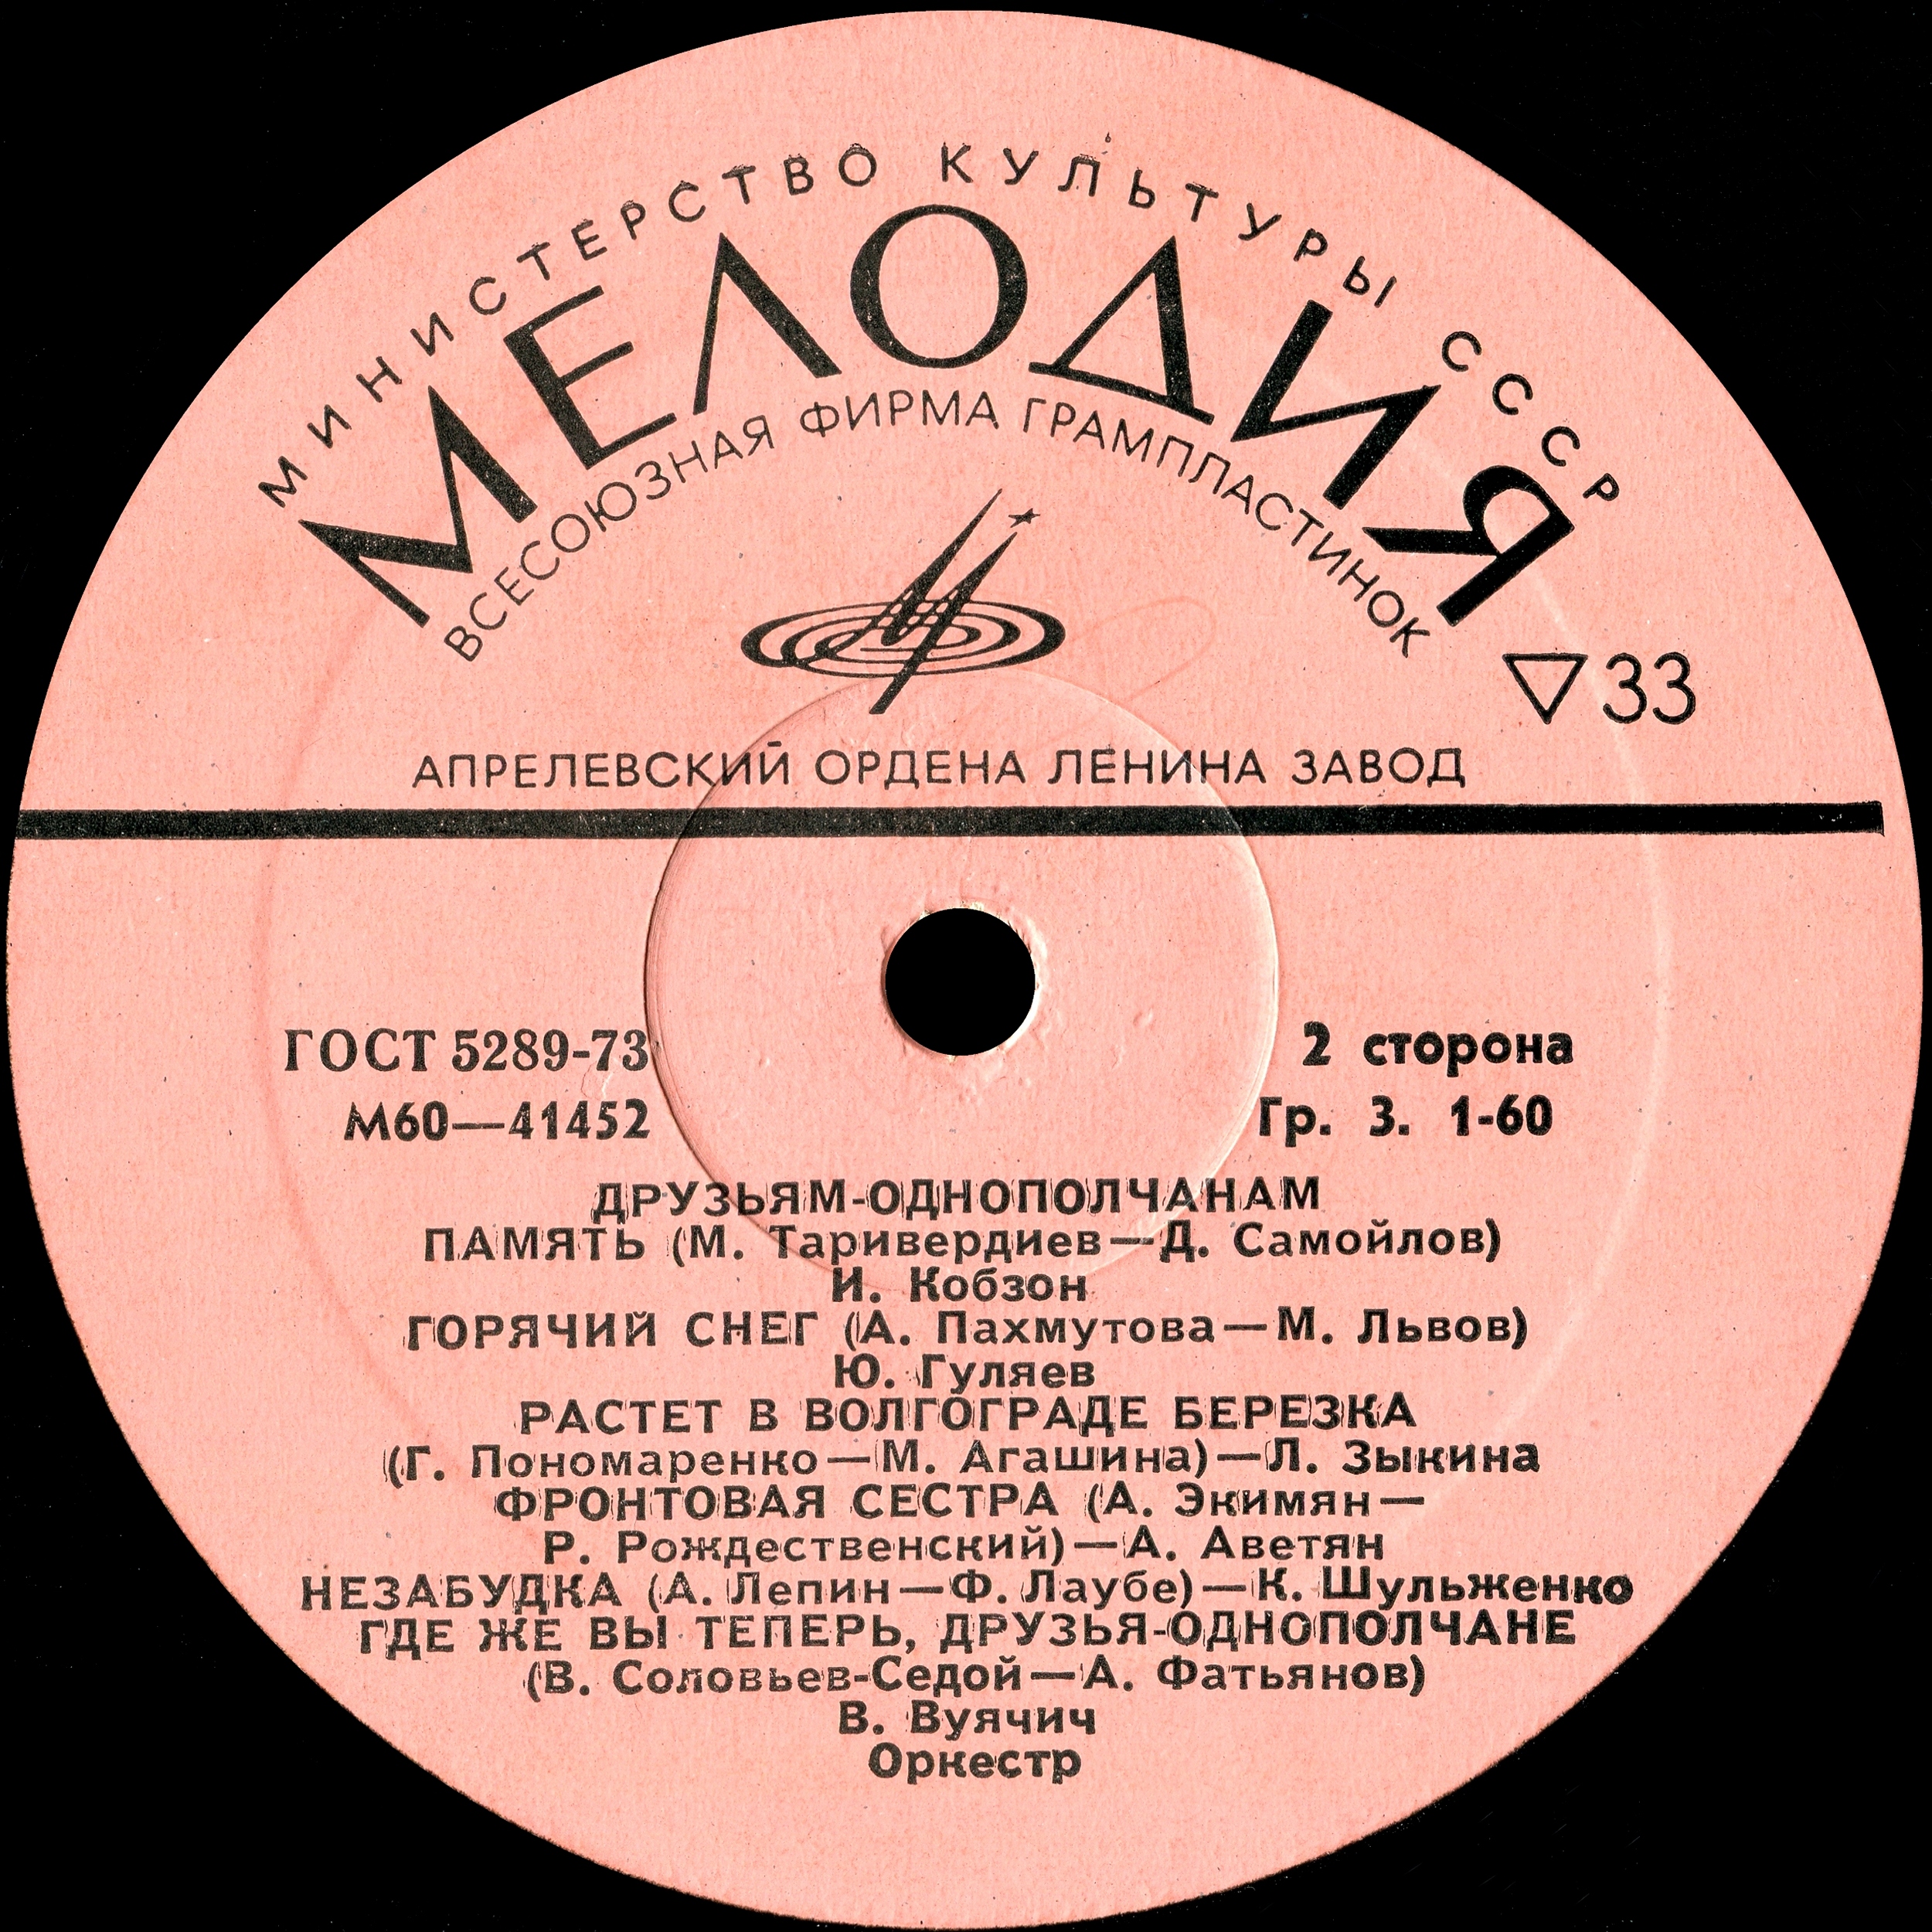 МИНИСТЕРСТВО КУЛЬТУРЫ СССР
МЕЛОДИЯ
ВСЕСОЮЗНАЯ ФИРМА ГРАМПЛАСТИНОК
33
АПРЕЛЕВСКИЙ ОРДЕНА ЛЕНИНА ЗАВОД
ГОСТ 5289-73
2 сторона
М60—41452
Гр. 3. 1-60
ДРУЗЬЯМ-ОДНОПОЛЧАНАМ
ПАМЯТЬ (М. Таривердиев—Д. Самойлов)
И. Кобзон
ГОРЯЧИЙ СНЕГ (А. Пахмутова—М. Львов)
Ю. Гуляев
РАСТЕТ В ВОЛГОГРАДЕ БЕРЕЗКА
(Г. Пономаренко—М. Агашина)—Л. Зыкина
ФРОНТОВАЯ СЕСТРА (А. Экимян—
Р. Рождественский)—А. Аветян
НЕЗАБУДКА (А. Лепин—Ф. Лаубе)—К. Шульженко
ГДЕ ЖЕ ВЫ ТЕПЕРЬ, ДРУЗЬЯ-ОДНОПОЛЧАНЕ
(В. Соловьев-Седой—А. Фатьянов)
В. Вуячич
Оркестр